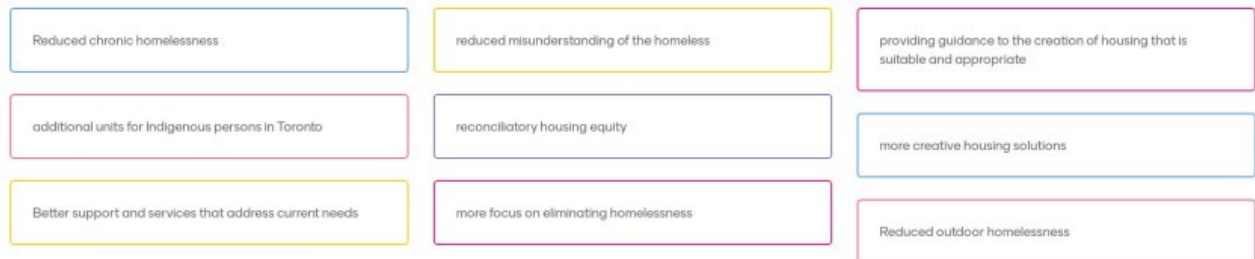 Reduced chronic homelessness
additional units for Indigenous persons in Toronto
Better support and services that address current needs
reduced misunderstanding of the homeless
reconciliatory housing equity
more focus on eliminating homelessness
providing guidance to the creation of housing that is
suitable and appropriate
more creative housing solutions
Reduced outdoor homelessness